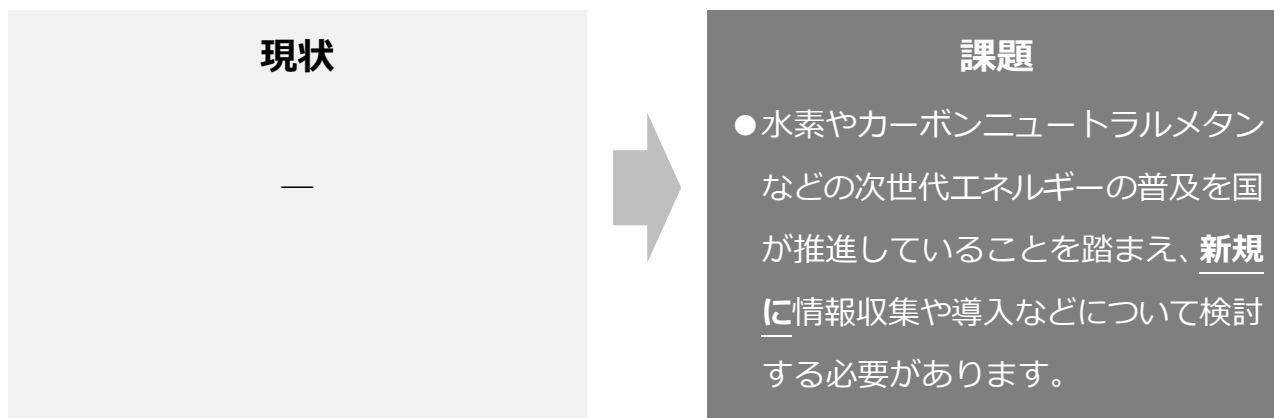 現状
—
課題
●水素やカーボンニュートラルメタン
などの次世代エネルギーの普及を国
が推進していることを踏まえ、新規
に情報収集や導入などについて検討
する必要があります。